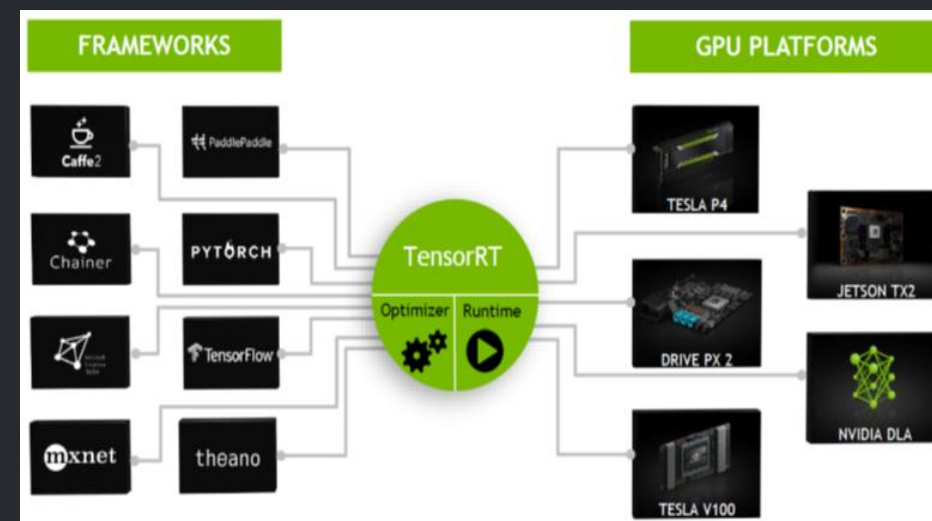 FRAMEWORKS
GPU PLATFORMS
Caffe2
PaddlePaddle
Chainer
PYTORCH
Microsoft
TensorFlow
mxnet
theano
TensorRT
Optimizer
Runtime
TESLA P4
JETSON TX2
DRIVE PX 2
NVIDIA DLA
TESLA V100